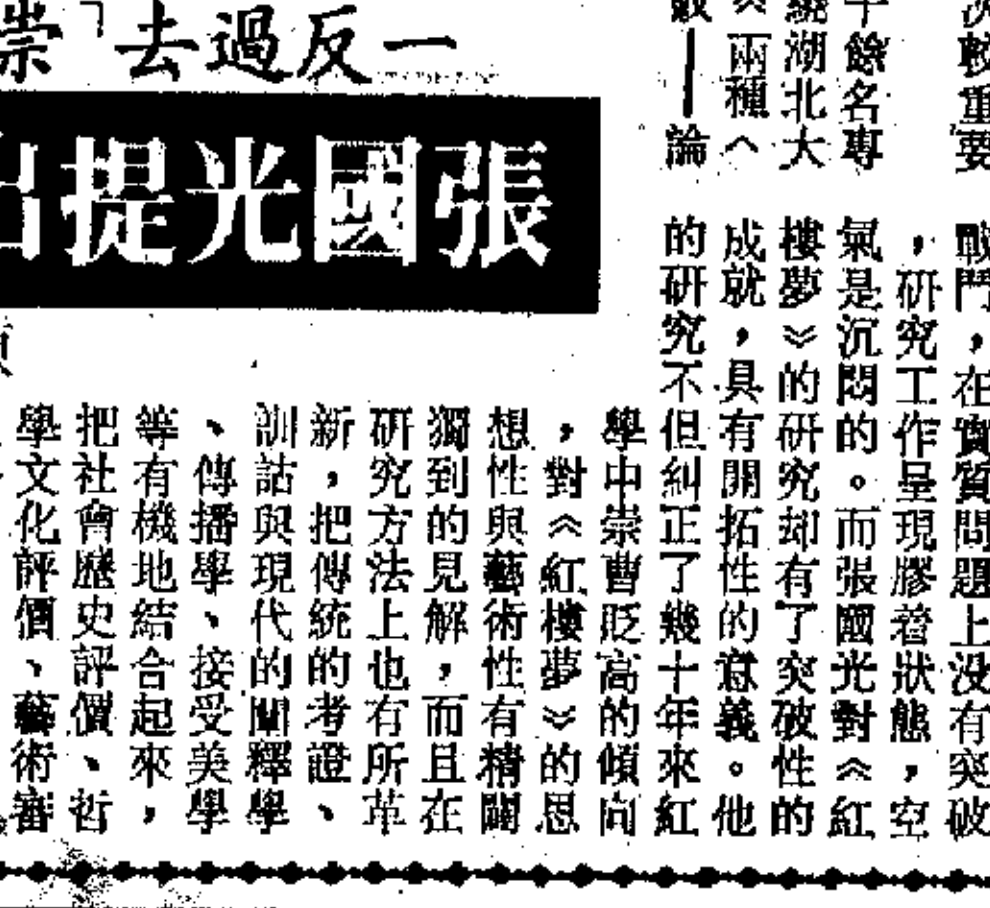 一反過去「崇
張國光提出
次較重要
千餘名專
繞湖北大
《兩種《
——論
戰鬥，在實質問題上没有突破
，研究工作呈現膠着狀態，空
氣是沉悶的。而張國光對《紅
樓夢》的研究却有了突破性的
成就，具有開拓性的意義。他
的研究不但糾正了幾十年來紅
學中崇曹貶高的傾向
，對《紅樓夢》的思
想性與藝術性有精闢
獨到的見解，而且在
研究方法上也有所革
新，把傳統的考證、
訓詁與現代的闡釋學
、傳播學、接受美學
等有機地結合起來，
把社會歷史評價、哲
學文化評價、藝術審